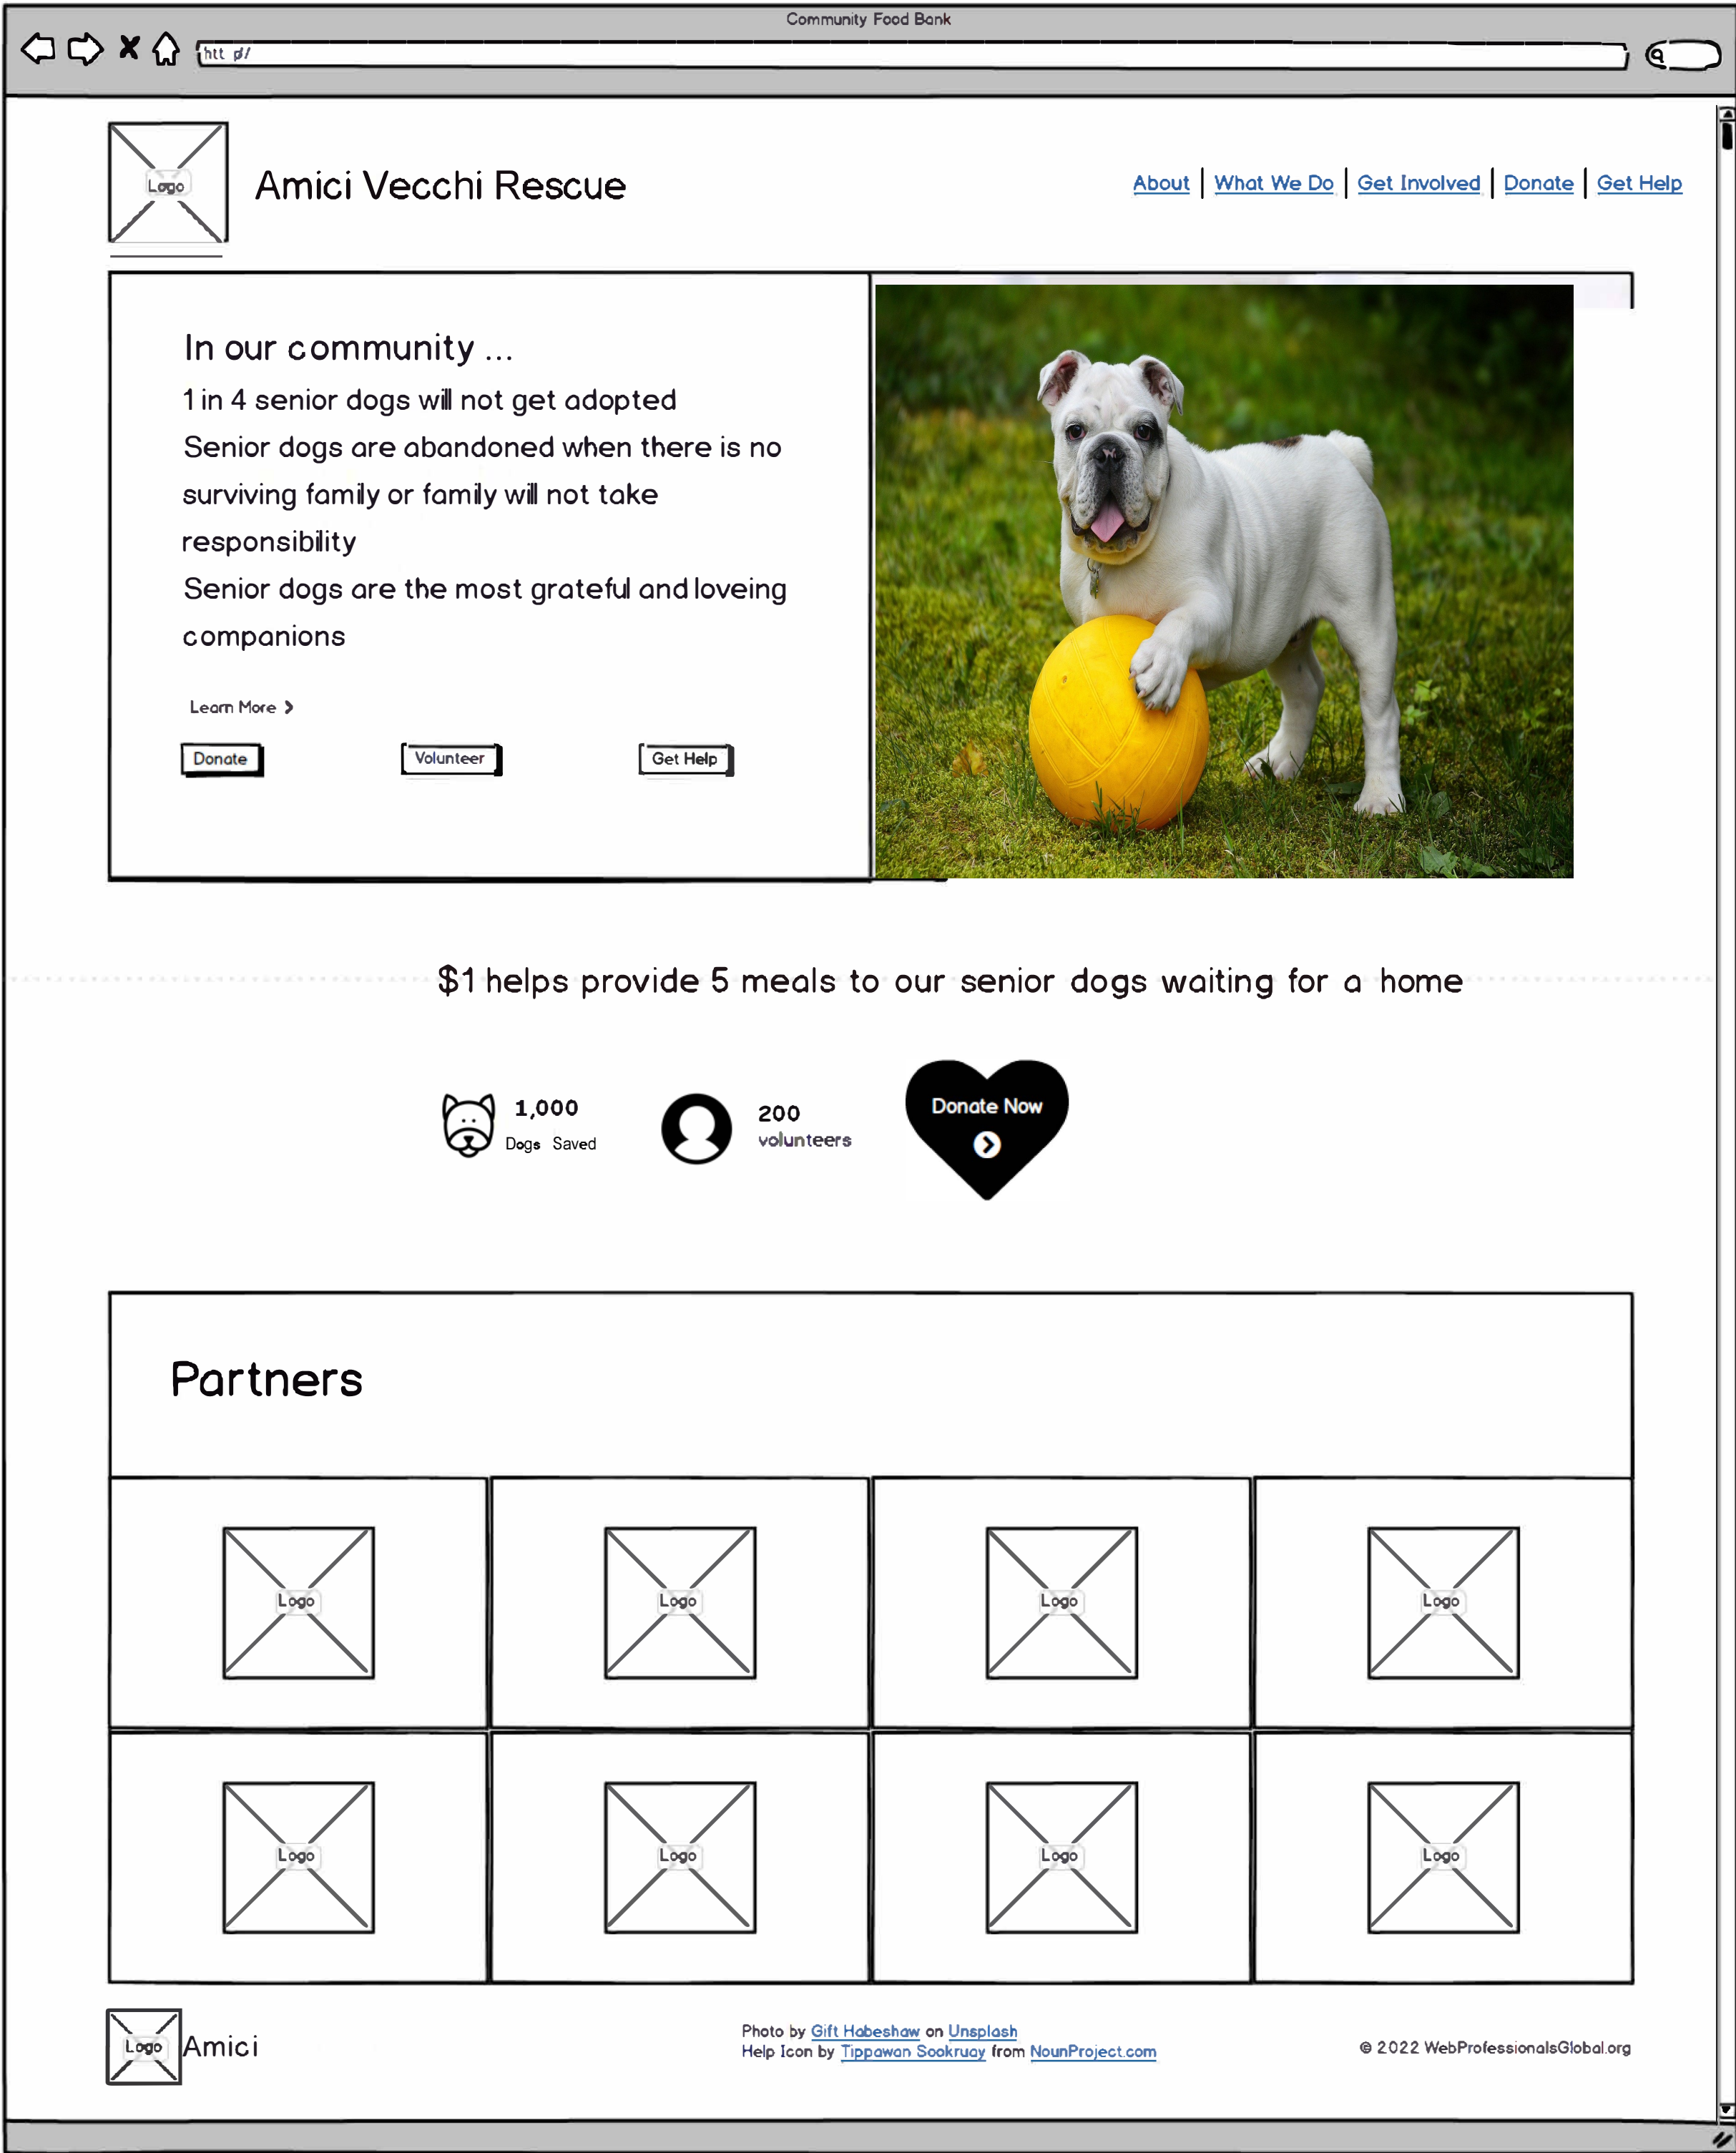 Community Food Bank
htt p/
Logo
Amici Vecchi Rescue
About | What We Do | Get Involved | Donate | Get Help
In our community ...
1 in 4 senior dogs will not get adopted
Senior dogs are abandoned when there is no
surviving family or family will not take
responsibility
Senior dogs are the most grateful and loveing
companions
Learn More
Donate
Volunteer
Get Help
$1 helps provide 5 meals to our senior dogs waiting for a home
1,000
Dogs Saved
200
volunteers
Donate Now
Partners
Logo
Logo
Logo
Logo
Logo
Logo
Logo
Logo
Logo
Amici
Photo by Gift Habeshaw on Unsplash
Help Icon by Tippawan Sookruay from NounProject.com
© 2022 WebProfessionalsGlobal.org